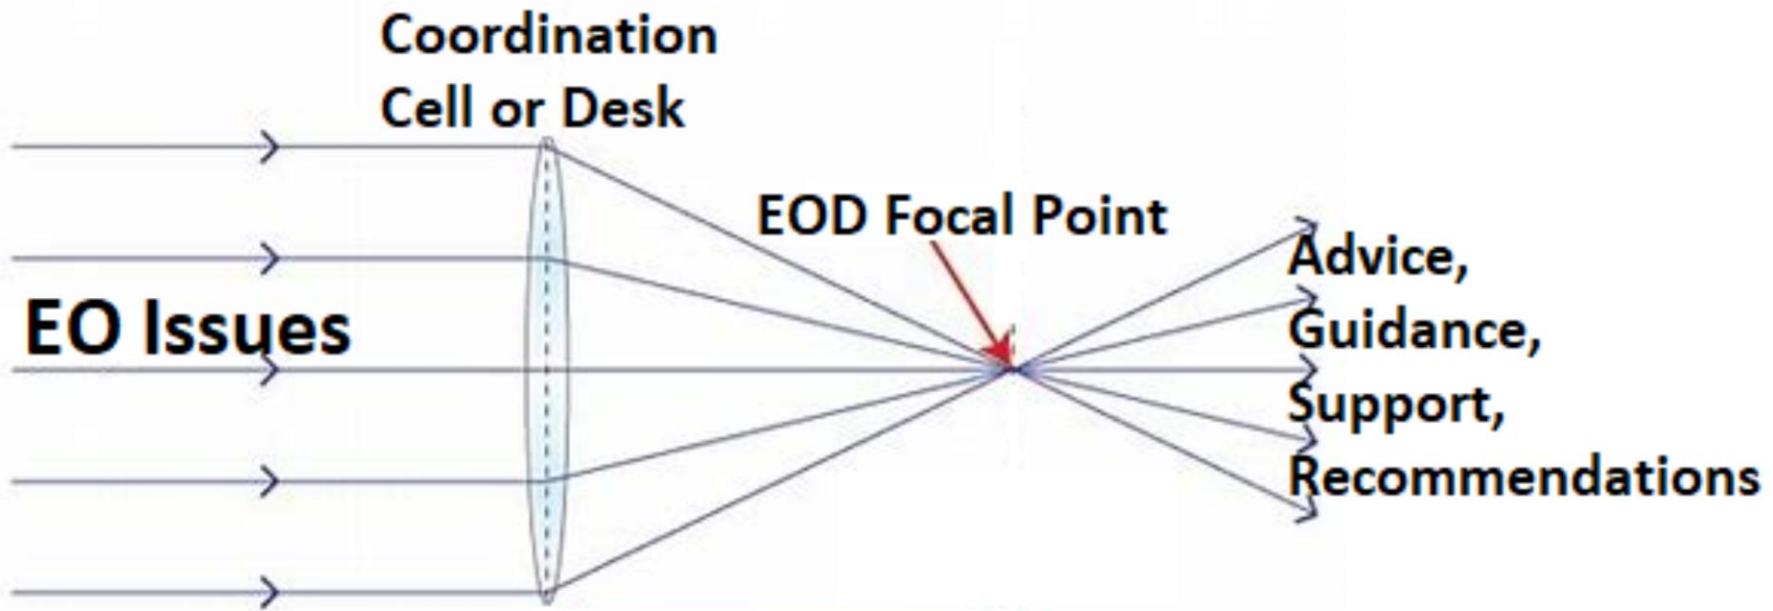 Coordination
Cell or Desk
EOD Focal Point
EO Issues
Advice,
Guidance,
Support,
Recommendations